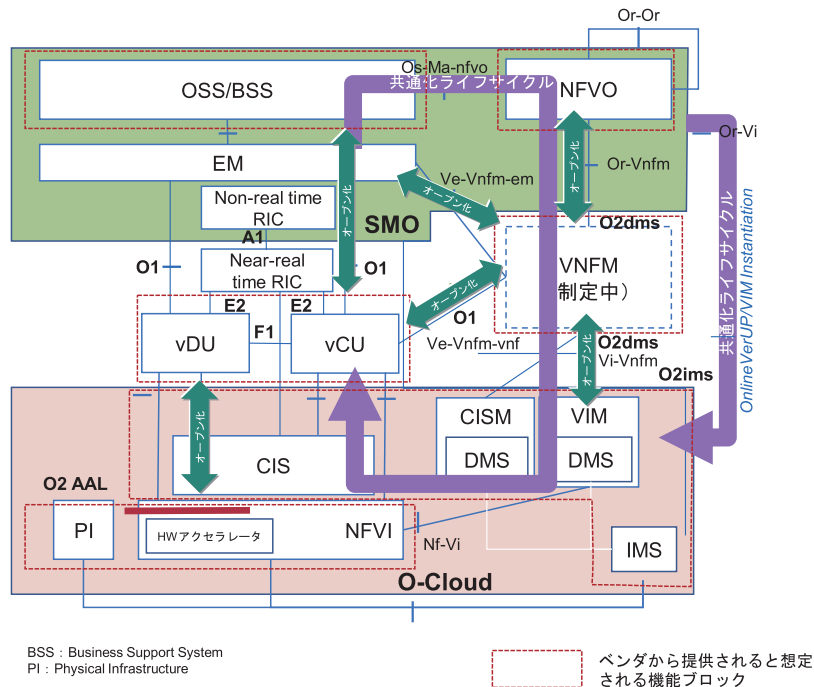 Or-Or
Os-Ma-nfvo
共通化ライフサイクル
OSS/BSS
NFVO
Or-Vi
EM
Ve-Vnfm-em
Or-Vnfm
オープン化
オープン化
オープン化
Non-real time
RIC
SMO
A1
O2dms
Near-real
time RIC
O1
O1
VNFM
制定中）
オープン化
共通化ライフサイクル
OnlineVerUP/VIM Instantiation
E2
E2
O1
vDU
F1
vCU
Ve-Vnfm-vnf
O2dms
Vi-Vnfm
オープン化
O2ims
CISM
VIM
オープン化
DMS
DMS
CIS
O2 AAL
PI
NFVI
HWアクセラレータ
Nf-Vi
IMS
O-Cloud
BSS：Business Support System
PI：Physical Infrastructure
ベンダから提供されると想定
される機能ブロック